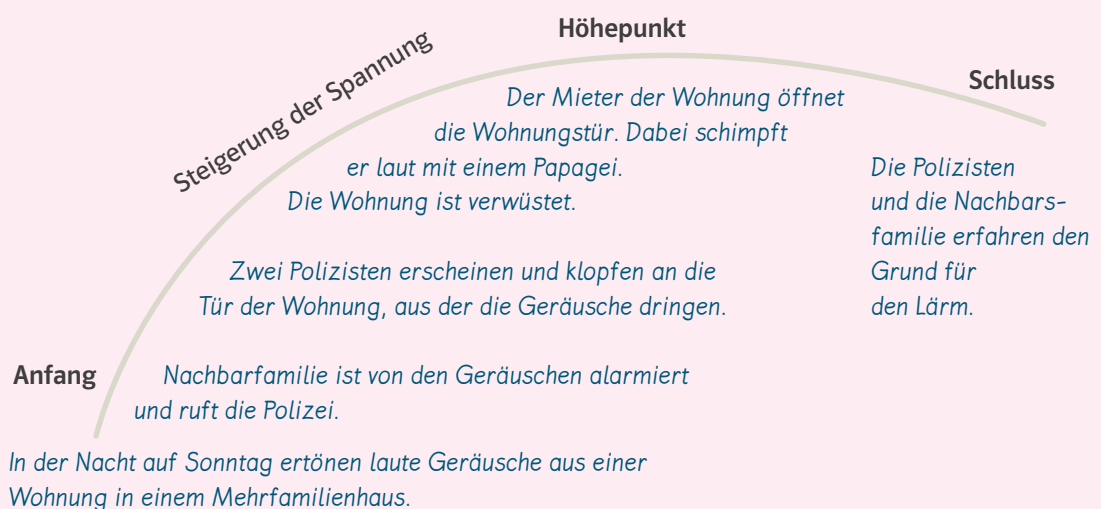 Höhepunkt
Steigerung der Spannung
Schluss
Der Mieter der Wohnung öffnet
die Wohnungstür. Dabei schimpft
er laut mit einem Papagei.
Die Wohnung ist verwüstet.
Die Polizisten
und die Nachbars-
familie erfahren den
Grund für
den Lärm.
Zwei Polizisten erscheinen und klopfen an die
Tür der Wohnung, aus der die Geräusche dringen.
Anfang
Nachbarfamilie ist von den Geräuschen alarmiert
und ruft die Polizei.
In der Nacht auf Sonntag ertönen laute Geräusche aus einer
Wohnung in einem Mehrfamilienhaus.